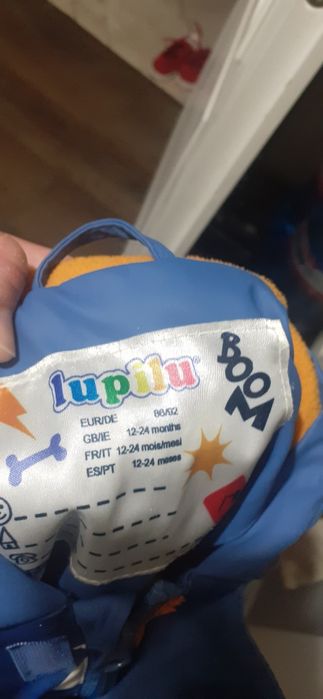 lupilu®
BOOM
EUR/DE 86/92
GB/IE 12-24 months
FR/IT 12-24 mois/mesi
ES/PT 12-24 meses